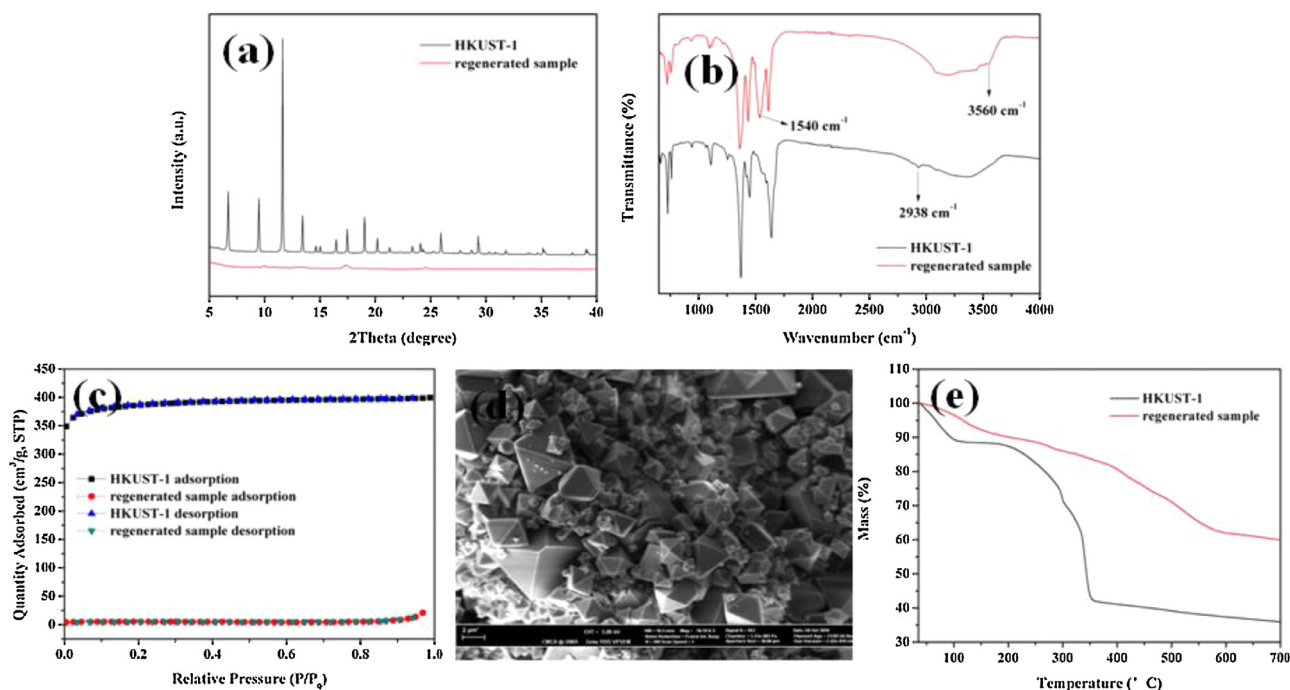 (a)
HKUST-1
regenerated sample
Intensity (a.u.)
5 10 15 20 25 30 35 40
2Theta (degree)
(b)
3560 cm-1
1540 cm-1
2938 cm-1
HKUST-1
regenerated sample
Transmittance (%)
1000 1500 2000 2500 3000 3500 4000
Wavenumber (cm-1)
(c)
450
400
350
300
250
200
150
100
50
0
HKUST-1 adsorption
regenerated sample adsorption
HKUST-1 desorption
regenerated sample desorption
Quantity Adsorbed (cm3/g, STP)
0.0 0.2 0.4 0.6 0.8 1.0
Relative Pressure (P/P0)
(d)
2 µm
(e)
HKUST-1
regenerated sample
110
100
90
80
70
60
50
40
30
Mass (%)
100 200 300 400 500 600 700
Temperature (° C)